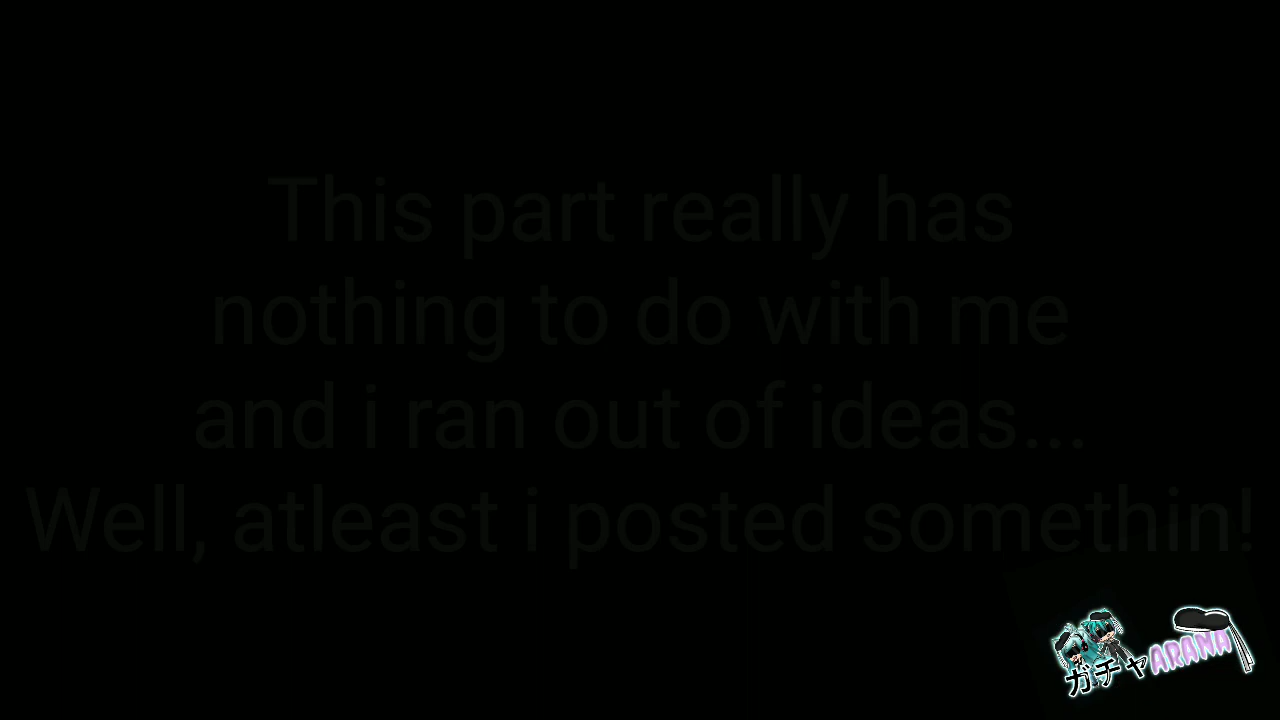 This part really has
nothing to do with me
and i ran out of ideas...
Well, atleast i posted somethin!
ガチャARANA